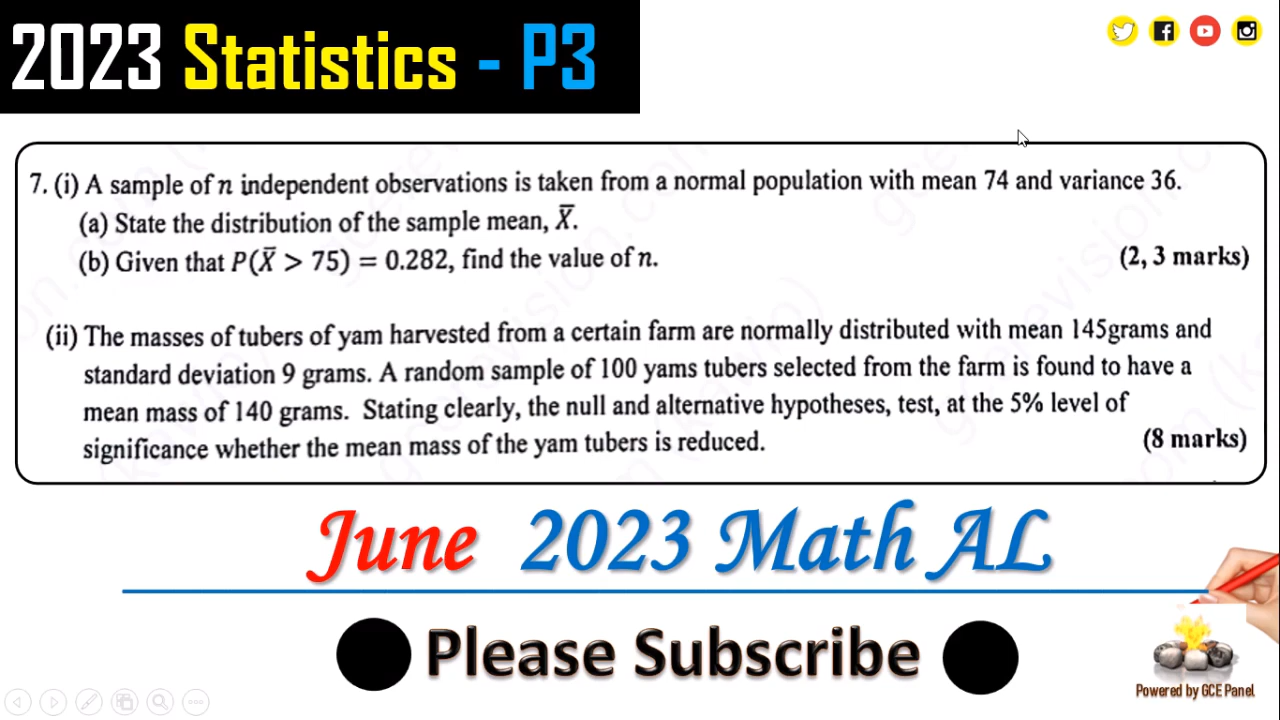 2023 Statistics - P3
7. (i) A sample of n independent observations is taken from a normal population with mean 74 and variance 36.
(a) State the distribution of the sample mean, X̅.
(b) Given that P(X̅ > 75) = 0.282, find the value of n. (2, 3 marks)
(ii) The masses of tubers of yam harvested from a certain farm are normally distributed with mean 145grams and
standard deviation 9 grams. A random sample of 100 yams tubers selected from the farm is found to have a
mean mass of 140 grams. Stating clearly, the null and alternative hypotheses, test, at the 5% level of
significance whether the mean mass of the yam tubers is reduced. (8 marks)
June 2023 Math AL
Please Subscribe
Powered by GCE Panel